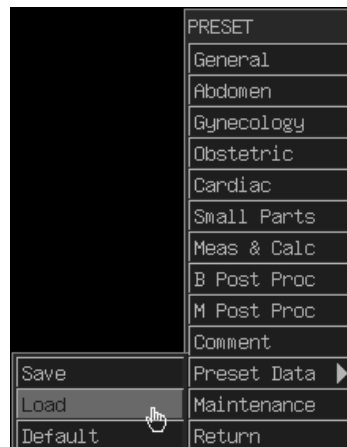 PRESET
General
Abdomen
Gynecology
Obstetric
Cardiac
Small Parts
Meas & Calc
B Post Proc
M Post Proc
Comment
Preset Data
Maintenance
Return
Save
Load
Default